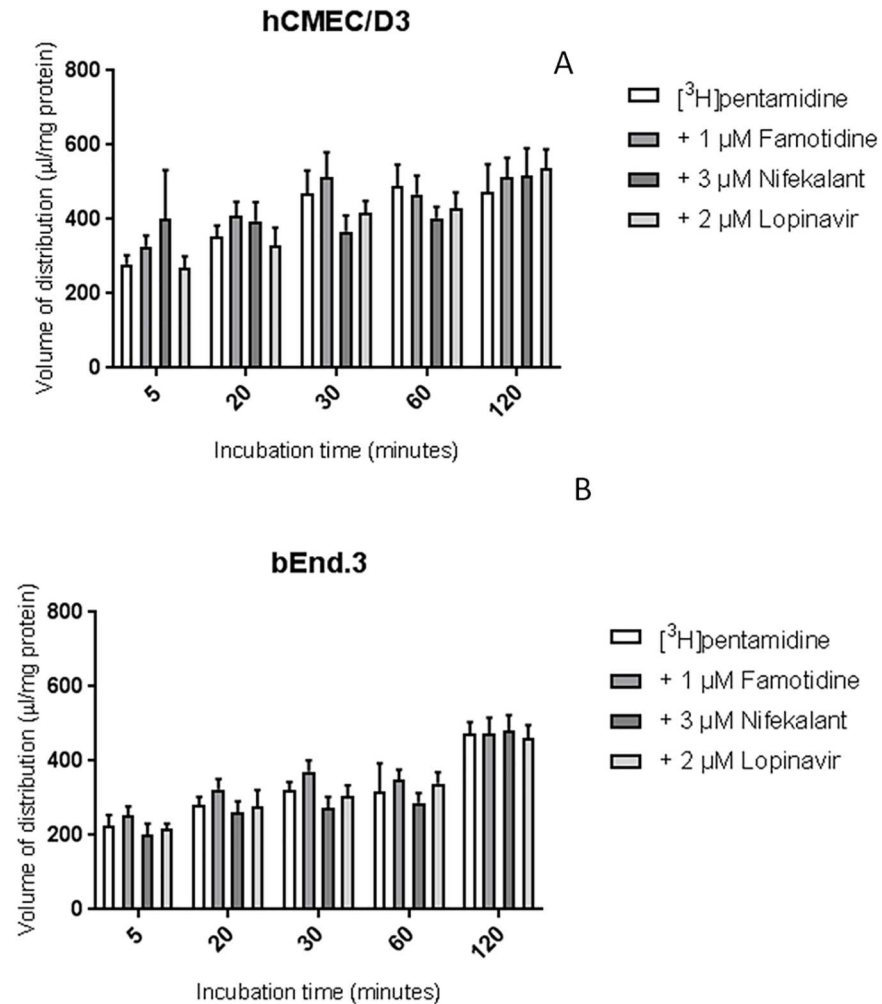 hCMEC/D3
A
Volume of distribution (µl/mg protein)
800
600
400
200
0
5
20
30
60
120
Incubation time (minutes)
[³H]pentamidine
+ 1 µM Famotidine
+ 3 µM Nifekalant
+ 2 µM Lopinavir
B
bEnd.3
Volume of distribution (µl/mg protein)
800
600
400
200
0
5
20
30
60
120
Incubation time (minutes)
[³H]pentamidine
+ 1 µM Famotidine
+ 3 µM Nifekalant
+ 2 µM Lopinavir